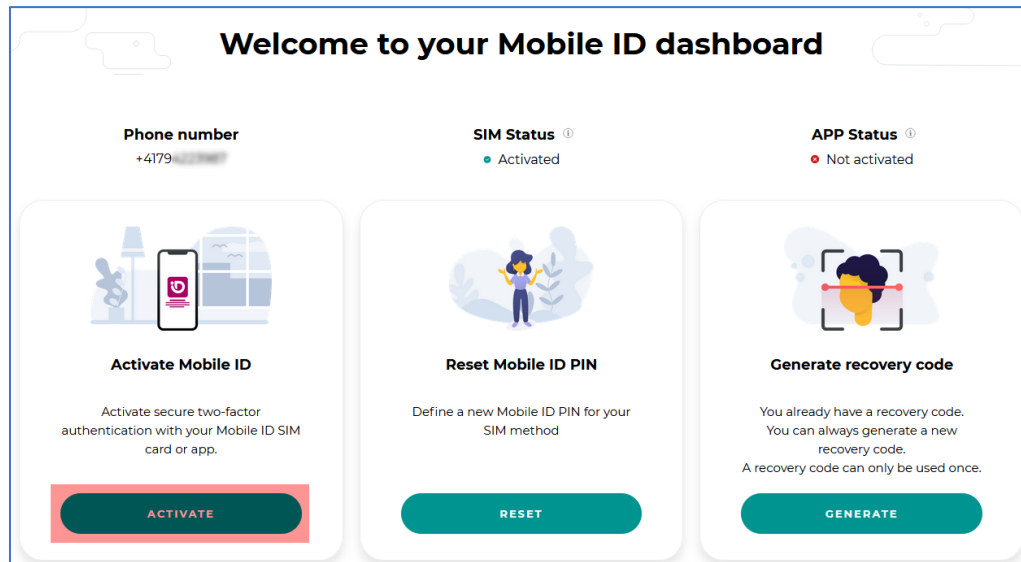 Welcome to your Mobile ID dashboard
Phone number
+4179
SIM Status
Activated
APP Status
Not activated
Activate Mobile ID
Activate secure two-factor
authentication with your Mobile ID SIM
card or app.
ACTIVATE
Reset Mobile ID PIN
Define a new Mobile ID PIN for your
SIM method
RESET
Generate recovery code
You already have a recovery code.
You can always generate a new
recovery code.
A recovery code can only be used once.
GENERATE